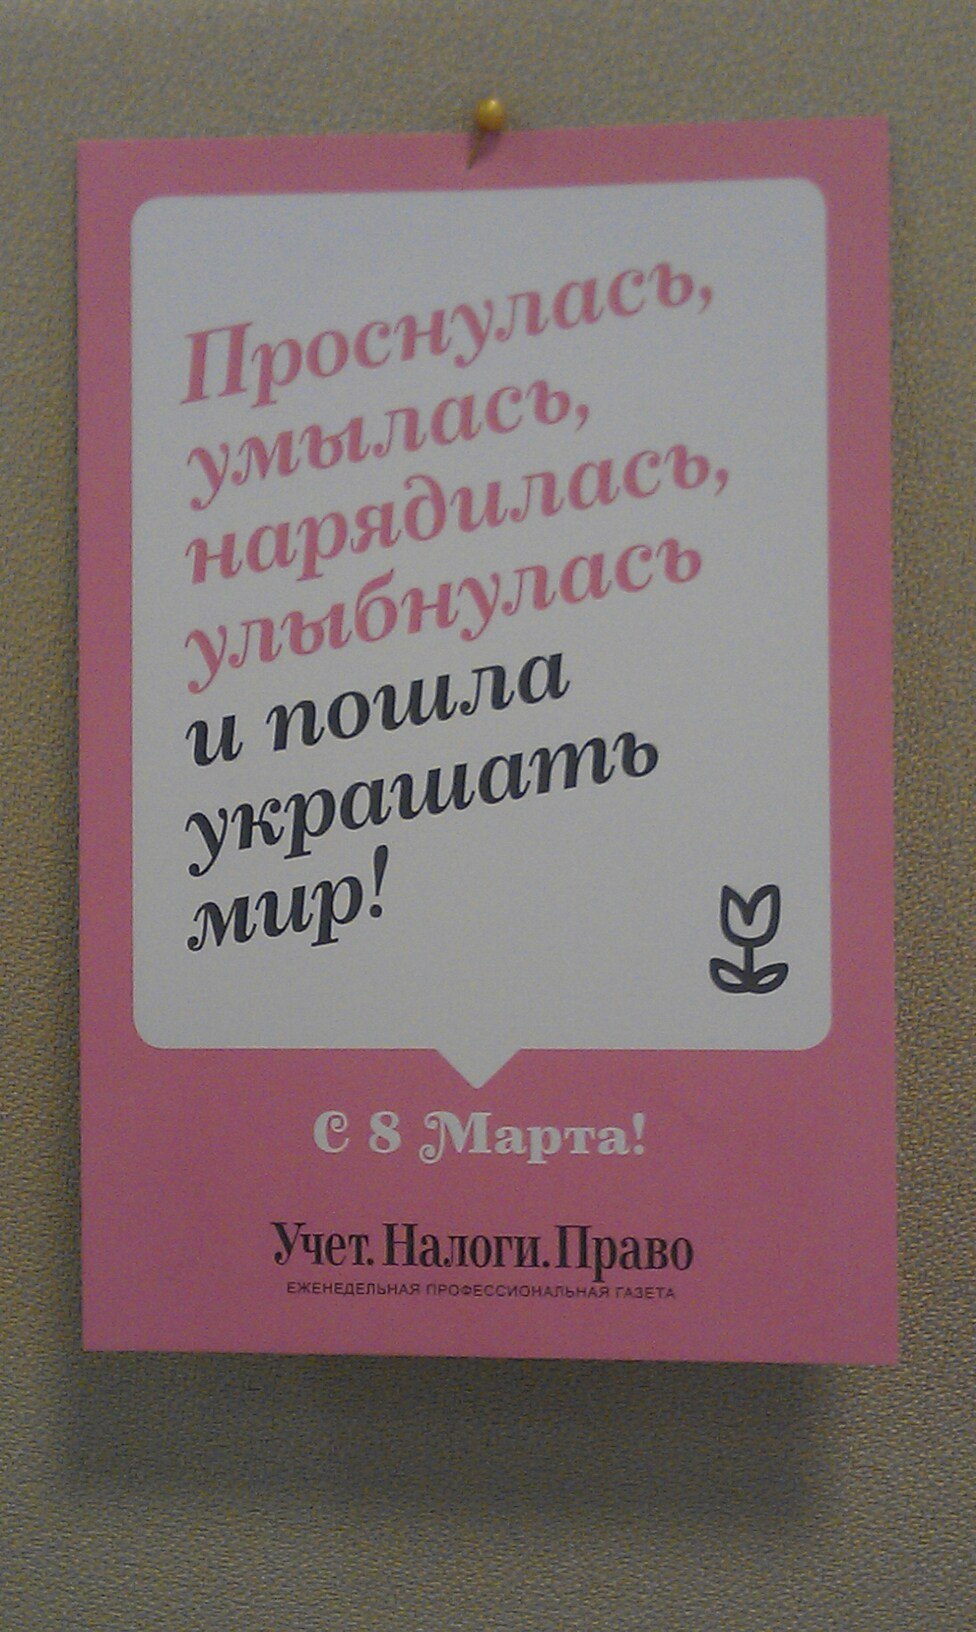 Проснулась,
умылась,
нарядилась,
улыбнулась
и пошла
украшать
мир!
С 8 Марта!
Учет.Налоги.Право
ЕЖЕНЕДЕЛЬНАЯ ПРОФЕССИОНАЛЬНАЯ ГАЗЕТА